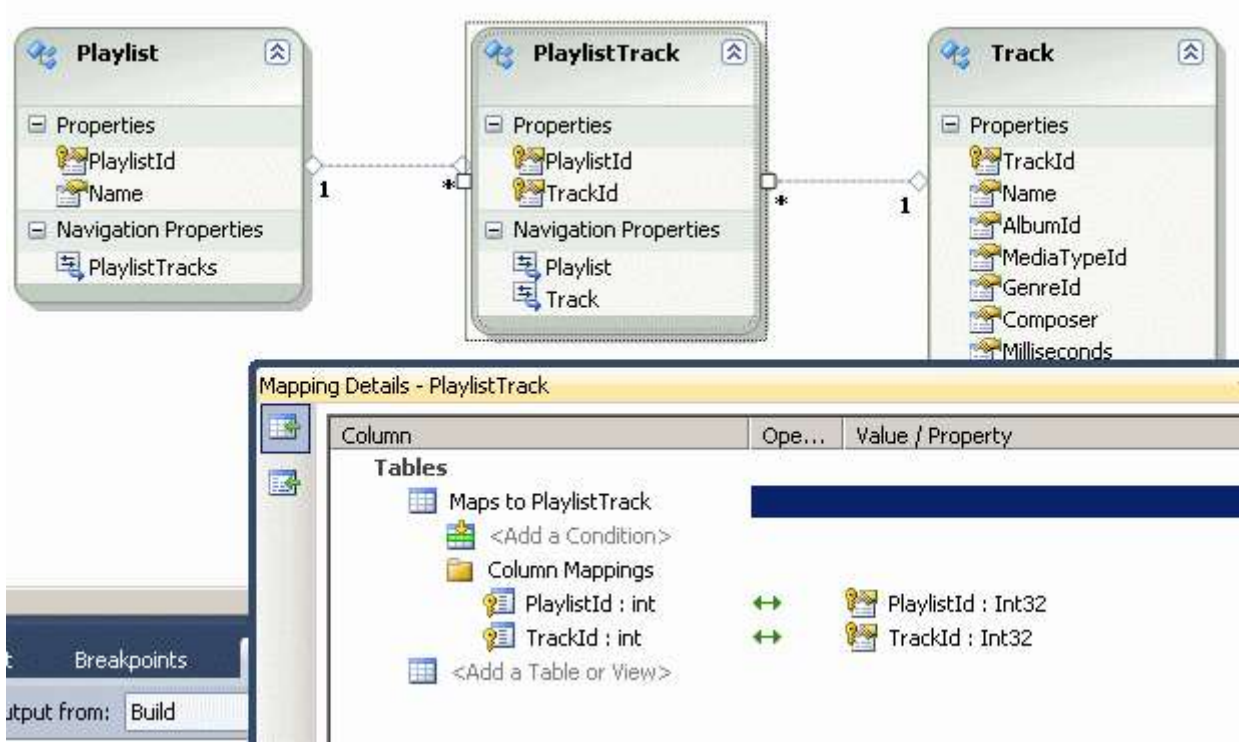 Playlist
Properties
PlaylistId
Name
Navigation Properties
PlaylistTracks
1
*
PlaylistTrack
Properties
PlaylistId
TrackId
Navigation Properties
Playlist
Track
*
1
Track
Properties
TrackId
Name
AlbumId
MediaTypeId
GenreId
Composer
Milliseconds
Mapping Details - PlaylistTrack
Column Ope... Value / Property
Tables
Maps to PlaylistTrack
<Add a Condition>
Column Mappings
PlaylistId : int PlaylistId : Int32
TrackId : int TrackId : Int32
<Add a Table or View>
t Breakpoints
utput from: Build